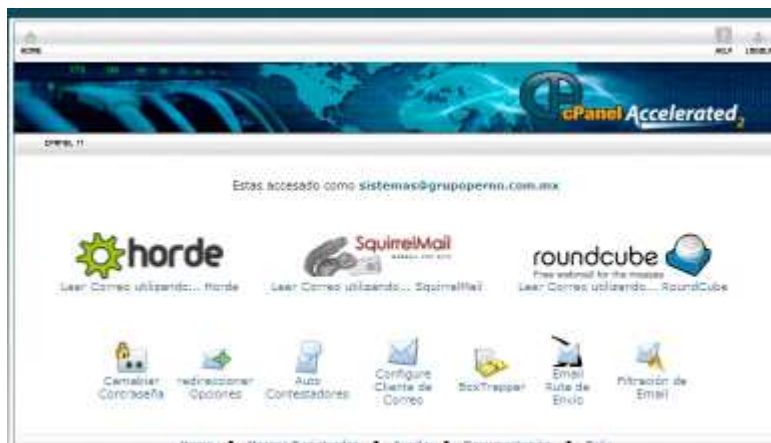 HOME
HELP
cPanel Accelerated2
CPANEL 11
Estas accesado como sistemas@grupoperno.com.mx
horde
SquirrelMail
roundcube
Free webmail for the masses
Leer Correo utilizando... Horde
Leer Correo utilizando... SquirrelMail
Leer Correo utilizando... RoundCube
Cambiar Contraseña
redireccionar Opciones
Auto Contestadores
Configure Cliente de Correo
BoxTrapper
Email Rute de Envio
Filtración de Email